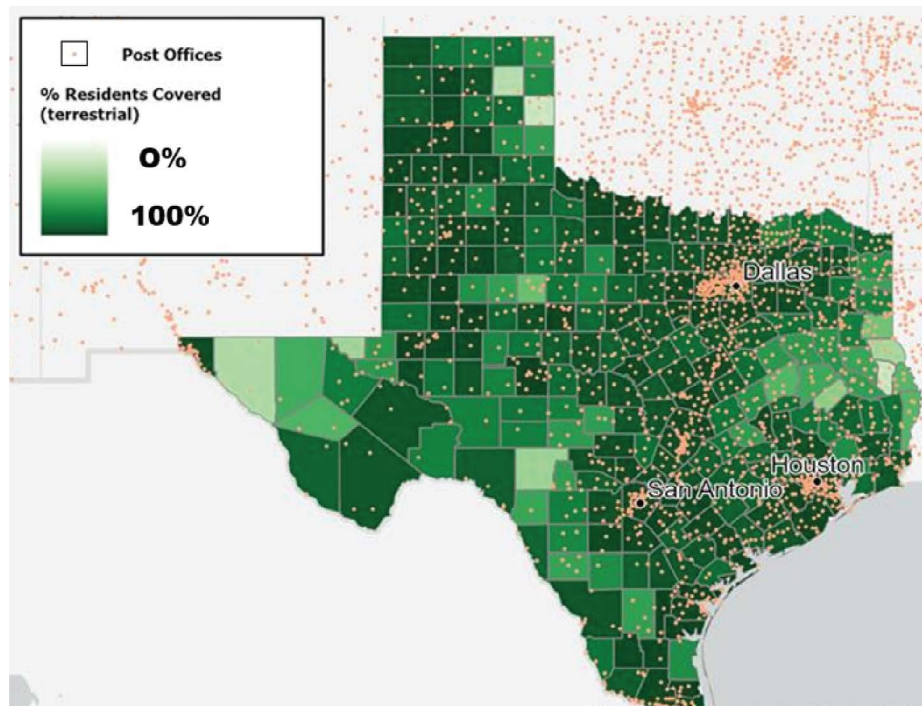 Post Offices
% Residents Covered
(terrestrial)
0%
100%
Dallas
Houston
San Antonio